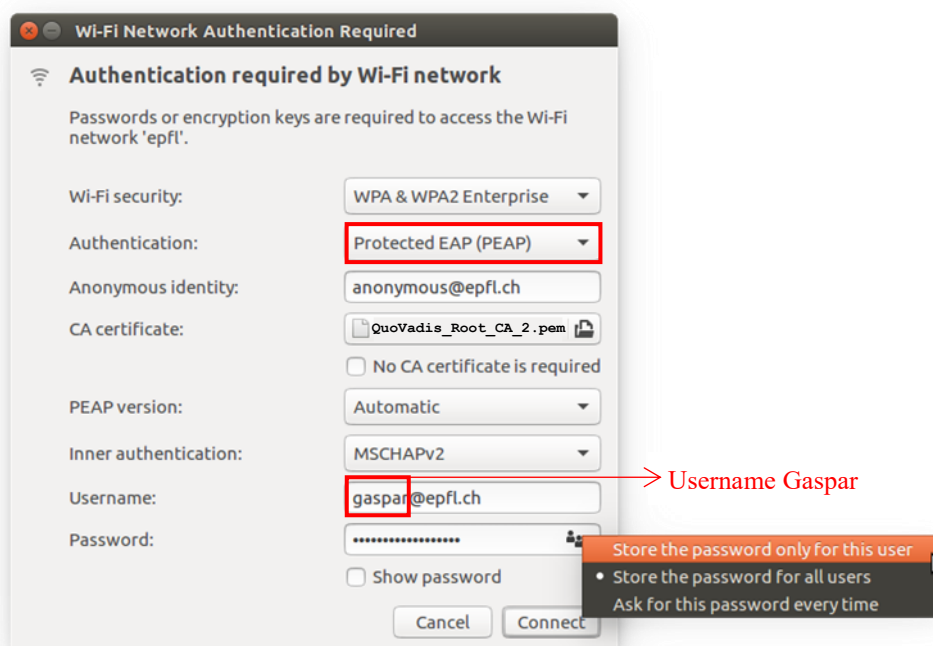 Wi-Fi Network Authentication Required
Authentication required by Wi-Fi network
Passwords or encryption keys are required to access the Wi-Fi
network 'epfl'.
Wi-Fi security: WPA & WPA2 Enterprise
Authentication: Protected EAP (PEAP)
Anonymous identity: anonymous@epfl.ch
CA certificate: QuoVadis_Root_CA_2.pem
No CA certificate is required
PEAP version: Automatic
Inner authentication: MSCHAPv2
Username: gaspar@epfl.ch
Username Gaspar
Password: ••••••••••••••••••
Store the password only for this user
Show password
Store the password for all users
Ask for this password every time
Cancel Connect